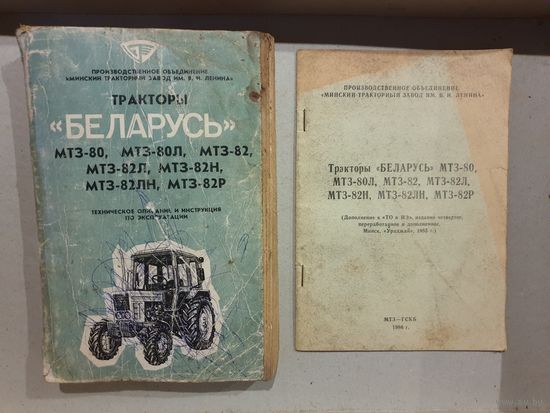 ПРОИЗВОДСТВЕННОЕ ОБЪЕДИНЕНИЕ
«МИНСКИЙ ТРАКТОРНЫЙ ЗАВОД ИМ. В. И. ЛЕНИНА»
ТРАКТОРЫ
«БЕЛАРУСЬ»
МТЗ-80, МТЗ-80Л, МТЗ-82,
МТЗ-82Л, МТЗ-82Н,
МТЗ-82ЛН, МТЗ-82Р
ТЕХНИЧЕСКОЕ ОПИСАНИЕ И ИНСТРУКЦИЯ
ПО ЭКСПЛУАТАЦИИ
ПРОИЗВОДСТВЕННОЕ ОБЪЕДИНЕНИЕ
«МИНСКИЙ ТРАКТОРНЫЙ ЗАВОД ИМ. В. И. ЛЕНИНА»
Тракторы «БЕЛАРУСЬ» МТЗ-80,
МТЗ-80Л, МТЗ-82, МТЗ-82Л,
МТЗ-82Н, МТЗ-82ЛН, МТЗ-82Р
(Дополнение к «ТО и ИЭ», издание четвертое,
переработанное и дополненное.
Минск, «Ураджай», 1985 г.)
МТЗ—ГСКБ
1986 г.